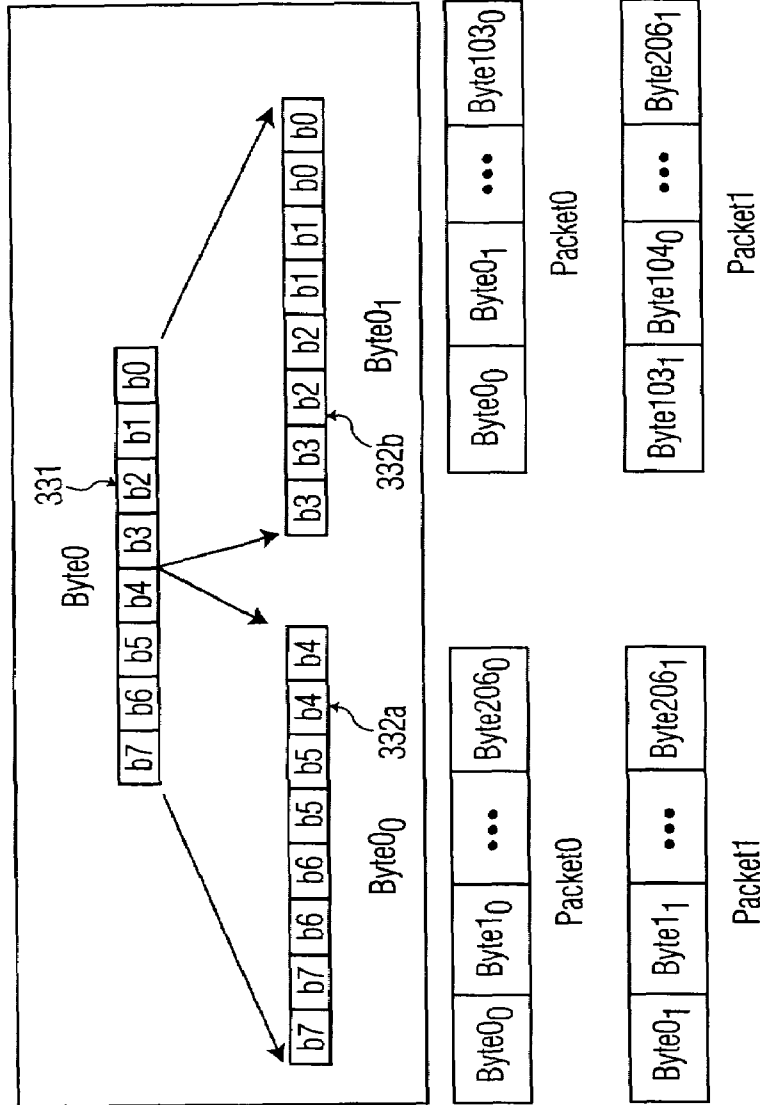 Byte0
331
b7 b6 b5 b4 b3 b2 b1 b0
b7 b7 b6 b6 b5 b5 b4 b4
b3 b3 b2 b2 b1 b1 b0 b0
Byte0₀
332a
332b
Byte0₁
Byte0₀ Byte1₀ ••• Byte206₀
Packet0
Byte0₁ Byte1₁ ••• Byte206₁
Packet1
Byte0₀ Byte0₁ ••• Byte103₀
Packet0
Byte103₁ Byte104₀ ••• Byte206₁
Packet1